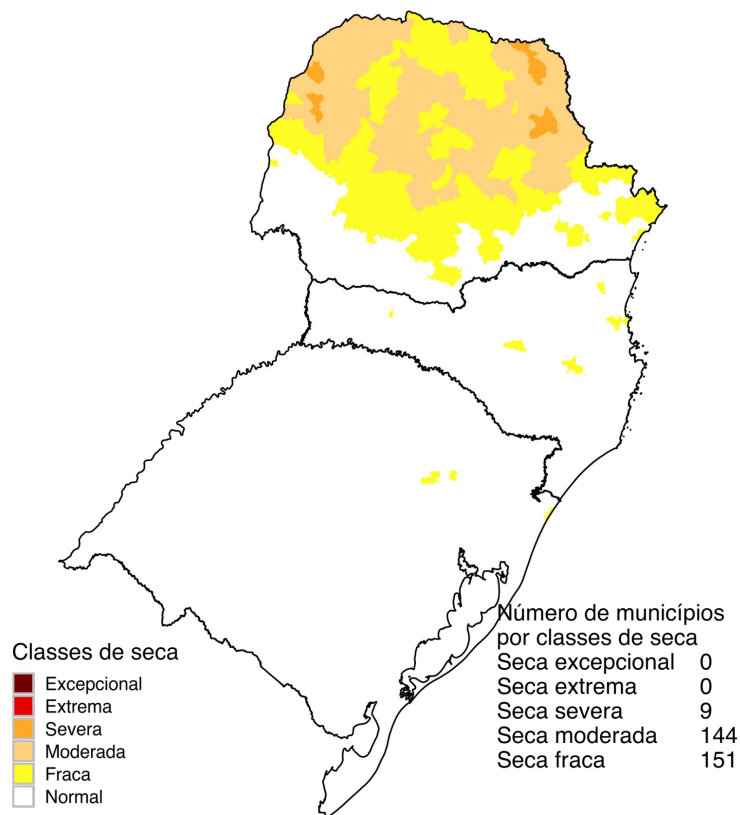 Classes de seca
Excepcional
Extrema
Severa
Moderada
Fraca
Normal
Número de municípios
por classes de seca
Seca excepcional 0
Seca extrema 0
Seca severa 9
Seca moderada 144
Seca fraca 151